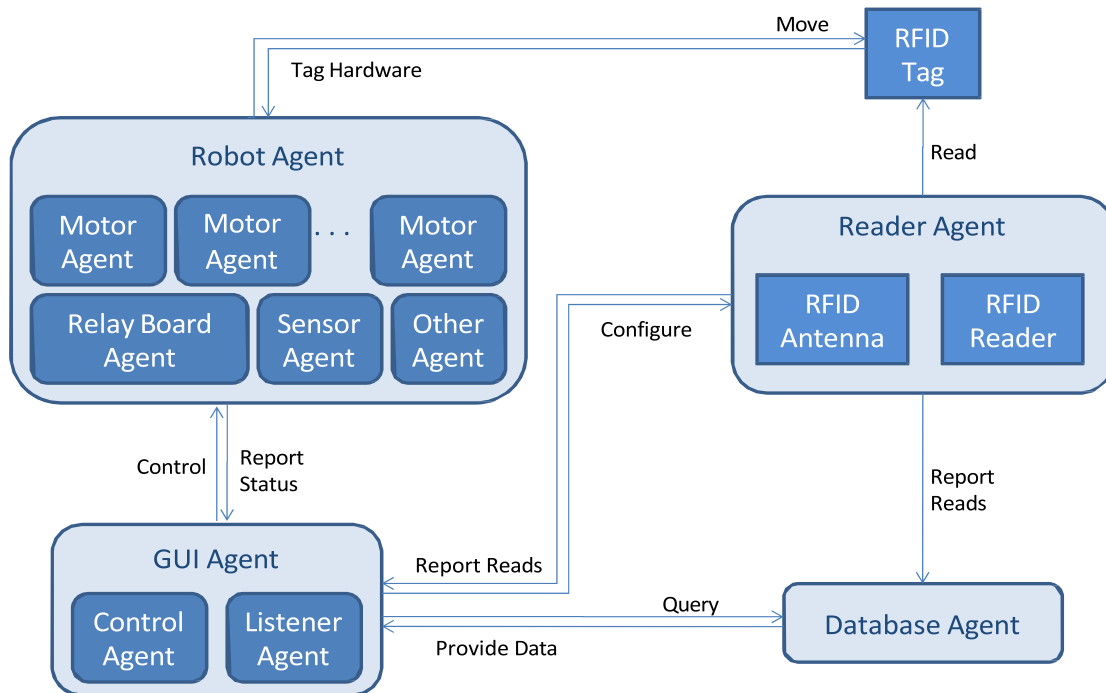 Move
RFID
Tag
Tag Hardware
Robot Agent
Read
Motor
Agent
Motor
Agent
. . .
Motor
Agent
Reader Agent
Relay Board
Agent
Sensor
Agent
Other
Agent
Configure
RFID
Antenna
RFID
Reader
Control
Report
Status
Report
Reads
GUI Agent
Report Reads
Control
Agent
Listener
Agent
Query
Provide Data
Database Agent